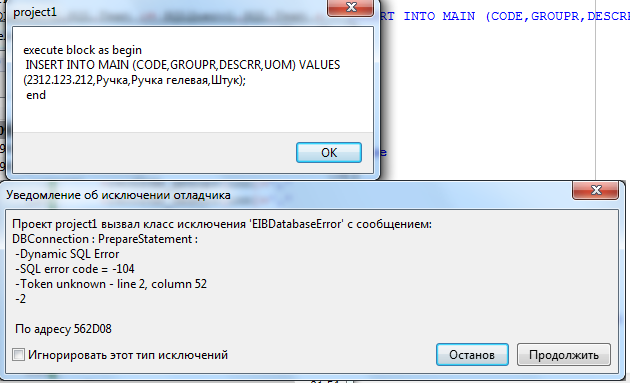 project1
ERT INTO MAIN (CODE,GROUPR,DESCRR
execute block as begin
INSERT INTO MAIN (CODE,GROUPR,DESCRR,UOM) VALUES
(2312.123.212,Ручка,Ручка гелевая,Штук);
end
OK
Уведомление об исключении отладчика
Проект project1 вызвал класс исключения 'EIBDatabaseError' с сообщением:
DBConnection : PrepareStatement :
-Dynamic SQL Error
-SQL error code = -104
-Token unknown - line 2, column 52
-2
По адресу 562D08
Игнорировать этот тип исключений
Останов
Продолжить